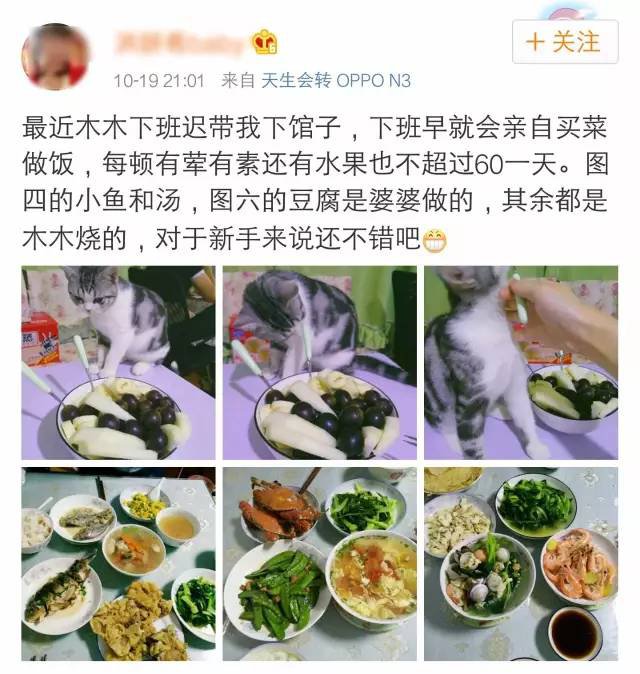 + 关注
10-19 21:01 来自 天生会转 OPPO N3
最近木木下班迟带我下馆子，下班早就会亲自买菜
做饭，每顿有荤有素还有水果也不超过60一天。图
四的小鱼和汤，图六的豆腐是婆婆做的，其余都是
木木烧的，对于新手来说还不错吧😁